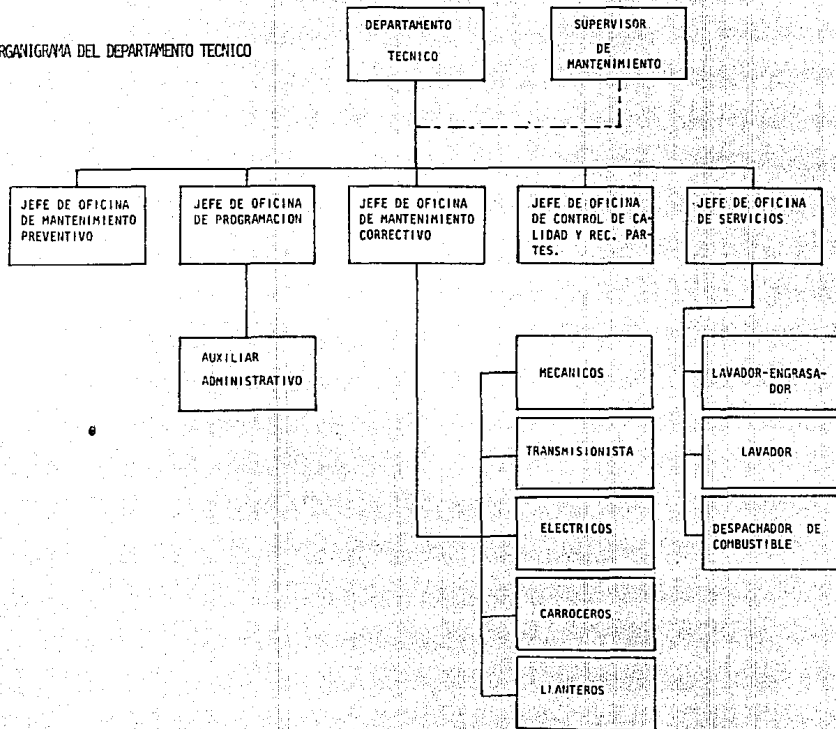 RGANIGRAMA DEL DEPARTAMENTO TECNICO
DEPARTAMENTO
TECNICO
SUPERVISOR
DE
MANTENIMIENTO
JEFE DE OFICINA
DE MANTENIMIENTO
PREVENTIVO
JEFE DE OFICINA
DE PROGRAMACION
JEFE DE OFICINA
DE MANTENIMIENTO
CORRECTIVO
JEFE DE OFICINA
DE CONTROL DE CA-
LIDAD Y REC. PAR-
TES.
JEFE DE OFICINA
DE SERVICIOS
AUXILIAR
ADMINISTRATIVO
MECANICOS
TRANSMISIONISTA
ELECTRICOS
CARROCEROS
LLANTEROS
LAVADOR-ENGRASA-
DOR
LAVADOR
DESPACHADOR DE
COMBUSTIBLE